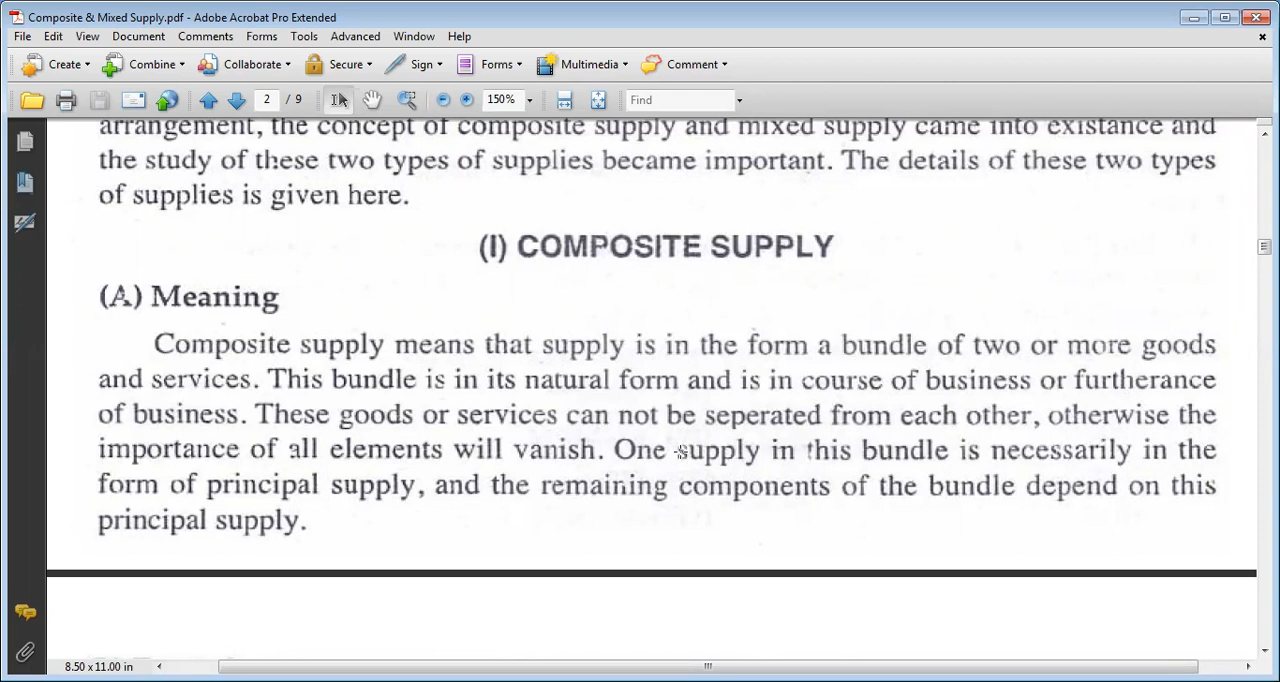 Composite & Mixed Supply.pdf - Adobe Acrobat Pro Extended
File Edit View Document Comments Forms Tools Advanced Window Help
Create Combine Collaborate Secure Sign Forms Multimedia Comment
2 / 9 150% Find
arrangement, the concept of composite supply and mixed supply came into existance and
the study of these two types of supplies became important. The details of these two types
of supplies is given here.
(I) COMPOSITE SUPPLY
(A) Meaning
Composite supply means that supply is in the form a bundle of two or more goods
and services. This bundle is in its natural form and is in course of business or furtherance
of business. These goods or services can not be seperated from each other, otherwise the
importance of all elements will vanish. One supply in this bundle is necessarily in the
form of principal supply, and the remaining components of the bundle depend on this
principal supply.
8.50 x 11.00 in